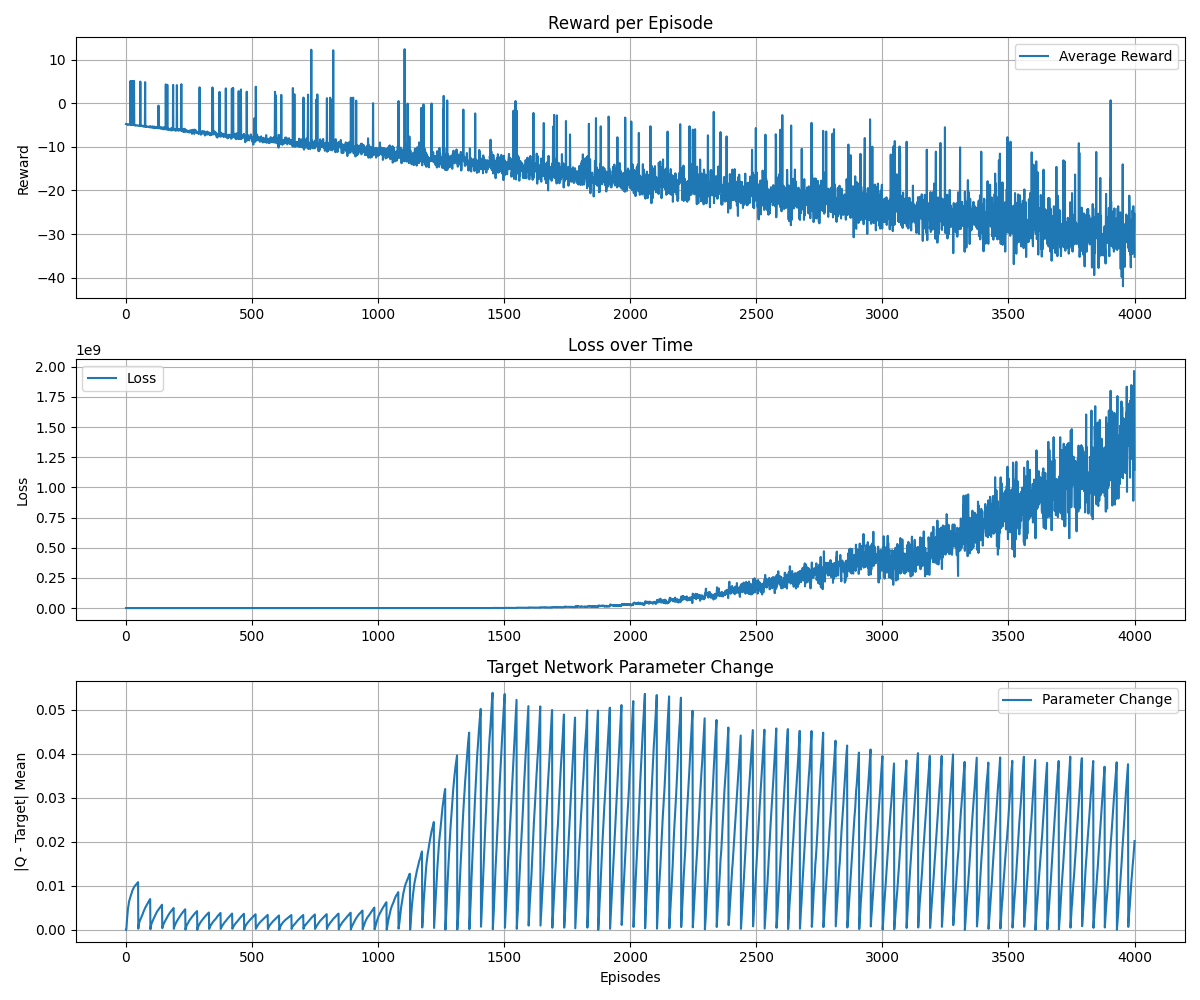 Reward per Episode
Reward
Average Reward
10
0
−10
−20
−30
−40
0 500 1000 1500 2000 2500 3000 3500 4000
Loss over Time
1e9
Loss
Loss
2.00
1.75
1.50
1.25
1.00
0.75
0.50
0.25
0.00
0 500 1000 1500 2000 2500 3000 3500 4000
Target Network Parameter Change
|Q - Target| Mean
Parameter Change
0.05
0.04
0.03
0.02
0.01
0.00
0 500 1000 1500 2000 2500 3000 3500 4000
Episodes